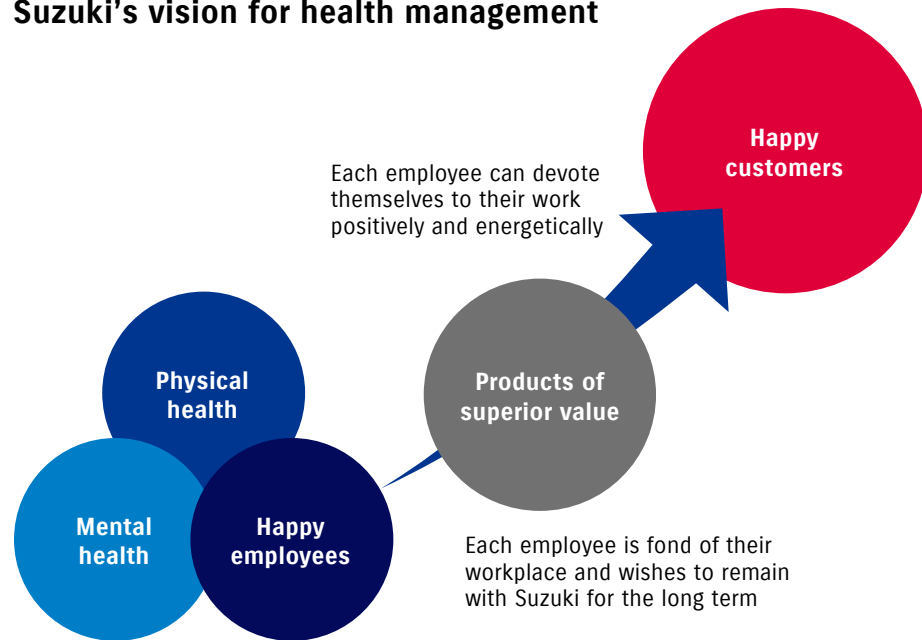 Suzuki’s vision for health management
Happy
customers
Each employee can devote
themselves to their work
positively and energetically
Physical
health
Products of
superior value
Mental
health
Happy
employees
Each employee is fond of their
workplace and wishes to remain
with Suzuki for the long term